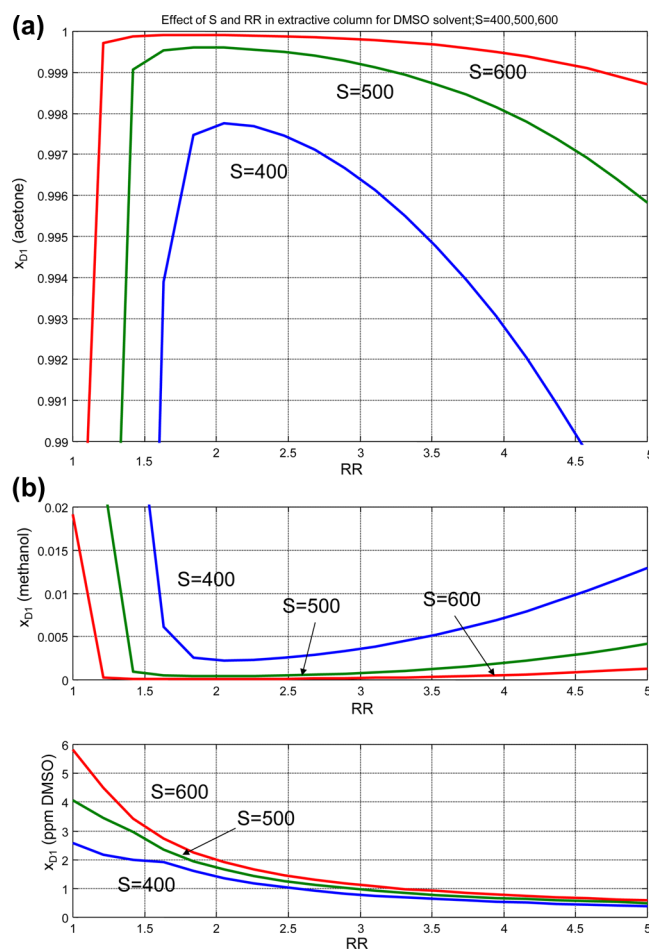 (a)
Effect of S and RR in extractive column for DMSO solvent;S=400,500,600
1
0.999
0.998
0.997
0.996
0.995
0.994
0.993
0.992
0.991
0.99
x_D1 (acetone)
S=600
S=500
S=400
1 1.5 2 2.5 3 3.5 4 4.5 5
RR
(b)
0.02
0.015
0.01
0.005
0
x_D1 (methanol)
S=400
S=500
S=600
1 1.5 2 2.5 3 3.5 4 4.5 5
RR
6
5
4
3
2
1
0
x_D1 (ppm DMSO)
S=600
S=500
S=400
1 1.5 2 2.5 3 3.5 4 4.5 5
RR